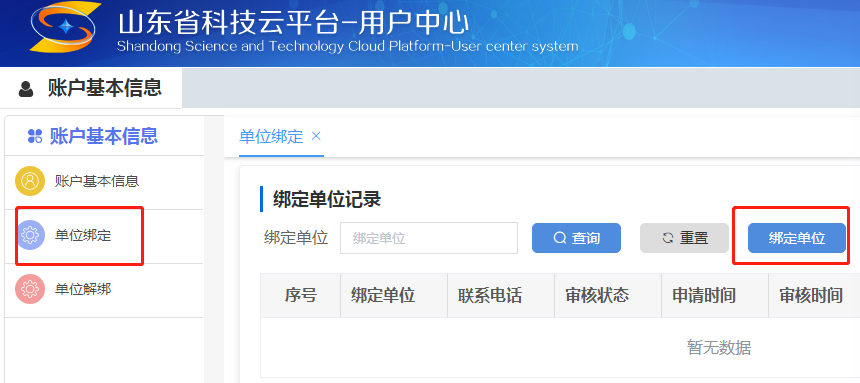 山东省科技云平台-用户中心
Shandong Science and Technology Cloud Platform-User center system
账户基本信息
账户基本信息
单位绑定 ×
账户基本信息
单位绑定
单位解绑
绑定单位记录
绑定单位 绑定单位 查询 重置 绑定单位
序号 绑定单位 联系电话 审核状态 申请时间 审核时间
暂无数据